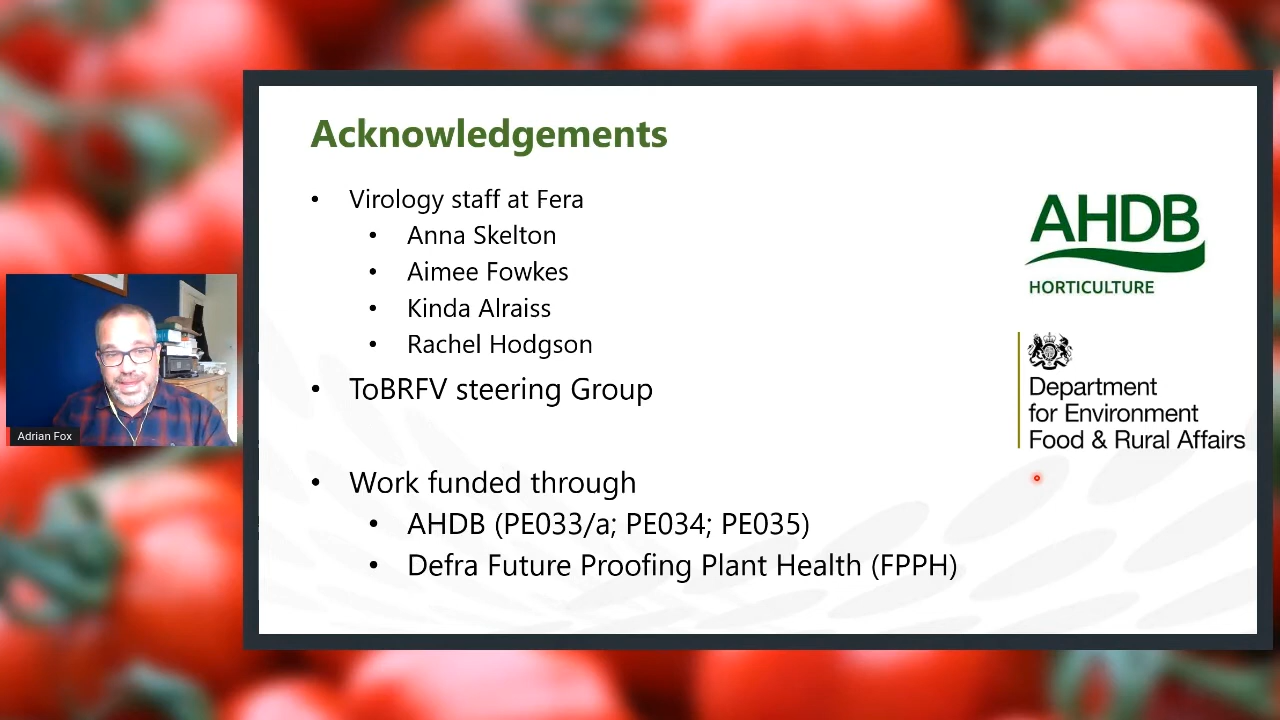 Acknowledgements
• Virology staff at Fera
• Anna Skelton
• Aimee Fowkes
• Kinda Alraiss
• Rachel Hodgson
• ToBRFV steering Group
• Work funded through
• AHDB (PE033/a; PE034; PE035)
• Defra Future Proofing Plant Health (FPPH)
AHDB
HORTICULTURE
Department
for Environment
Food & Rural Affairs
Adrian Fox